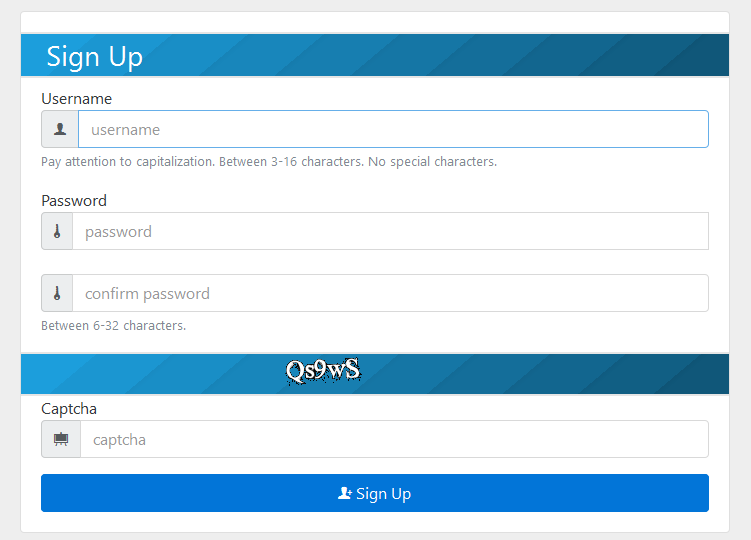 Sign Up
Username
username
Pay attention to capitalization. Between 3-16 characters. No special characters.
Password
password
confirm password
Between 6-32 characters.
Qs9wS
Captcha
captcha
Sign Up